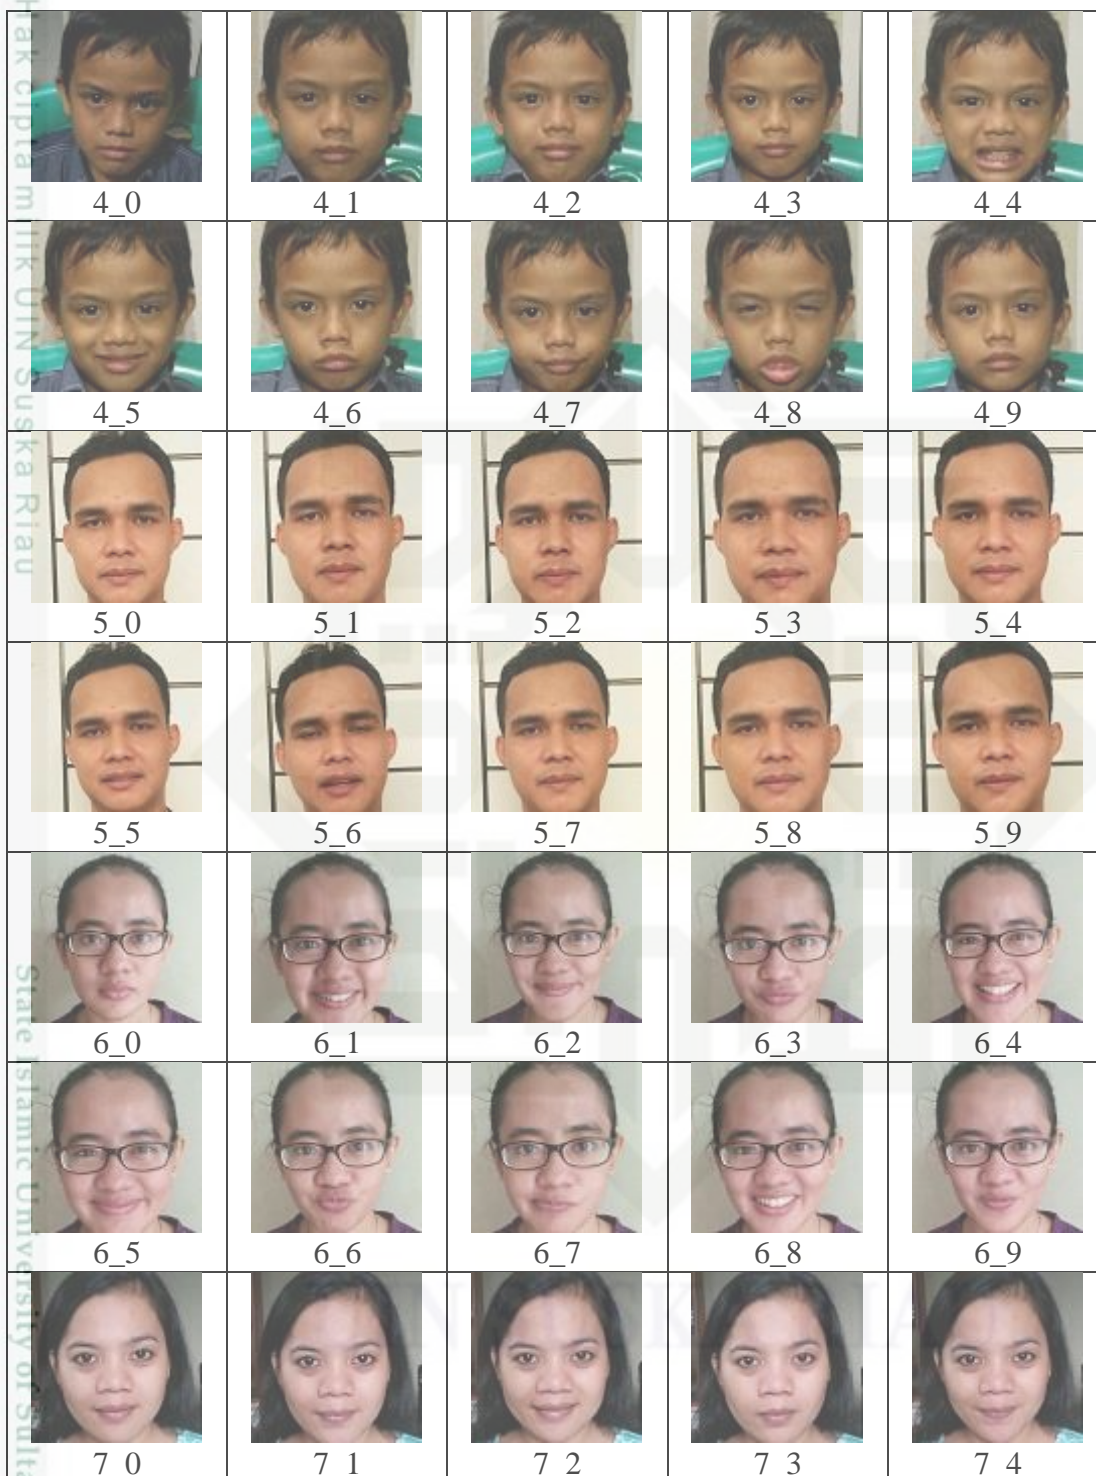 Hak cipta milik UIN Suska Riau
State Islamic University of Sulta
4_0 4_1 4_2 4_3 4_4
4_5 4_6 4_7 4_8 4_9
5_0 5_1 5_2 5_3 5_4
5_5 5_6 5_7 5_8 5_9
6_0 6_1 6_2 6_3 6_4
6_5 6_6 6_7 6_8 6_9
7_0 7_1 7_2 7_3 7_4